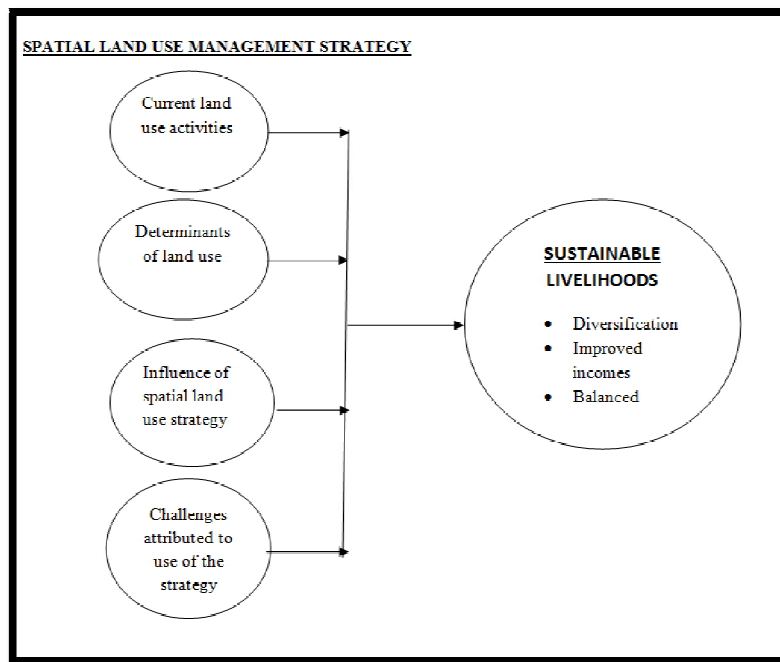 SPATIAL LAND USE MANAGEMENT STRATEGY
Current land
use activities
Determinants
of land use
Influence of
spatial land
use strategy
Challenges
attributed to
use of the
strategy
SUSTAINABLE
LIVELIHOODS
• Diversification
• Improved
incomes
• Balanced